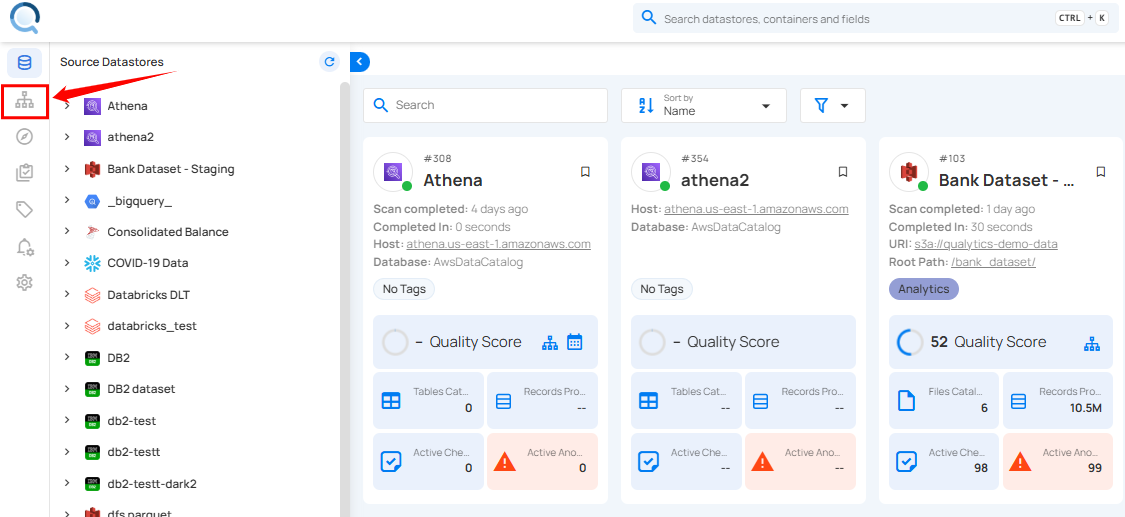 Search datastores, containers and fields
CTRL + K
Source Datastores
Athena
athena2
Bank Dataset - Staging
_bigquery_
Consolidated Balance
COVID-19 Data
Databricks DLT
databricks_test
DB2
DB2 dataset
db2-test
db2-testt
db2-testt-dark2
dfs parquet
Search
Sort by
Name
#308
Athena
Scan completed: 4 days ago
Completed In: 0 seconds
Host: athena.us-east-1.amazonaws.com
Database: AwsDataCatalog
No Tags
– Quality Score
Tables Cat...
0
Records Pro...
--
Active Che...
0
Active Ano...
0
#354
athena2
Host: athena.us-east-1.amazonaws.com
Database: AwsDataCatalog
No Tags
– Quality Score
Tables Cat...
--
Records Pro...
--
Active Che...
--
Active Ano...
--
#103
Bank Dataset - ...
Scan completed: 1 day ago
Completed In: 30 seconds
URI: s3a://qualytics-demo-data
Root Path: /bank_dataset/
Analytics
52 Quality Score
Files Catal...
6
Records Pro...
10.5M
Active Che...
98
Active Ano...
99